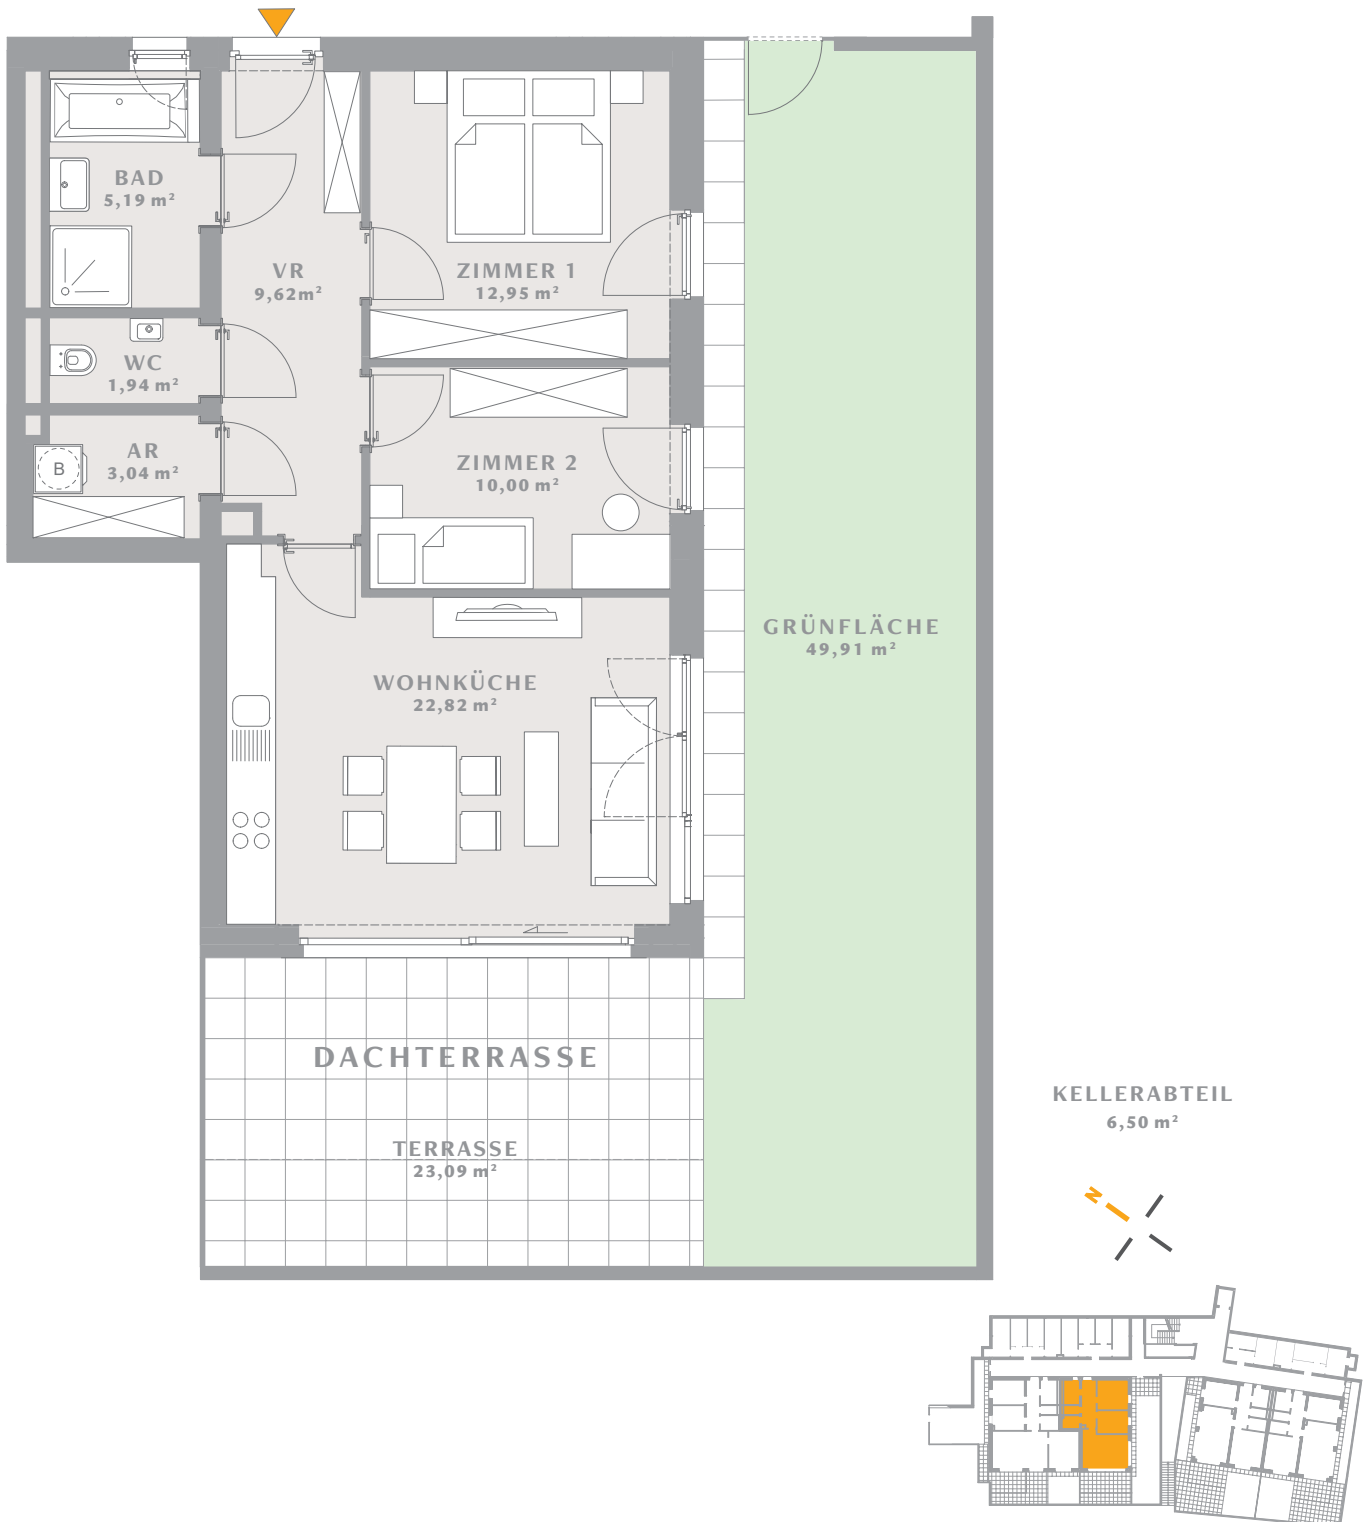 BAD
5,19 m²
VR
9,62m²
ZIMMER 1
12,95 m²
WC
1,94 m²
AR
3,04 m²
B
ZIMMER 2
10,00 m²
GRÜNFLÄCHE
49,91 m²
WOHNKÜCHE
22,82 m²
DACHTERRASSE
TERRASSE
23,09 m²
KELLERABTEIL
6,50 m²
N